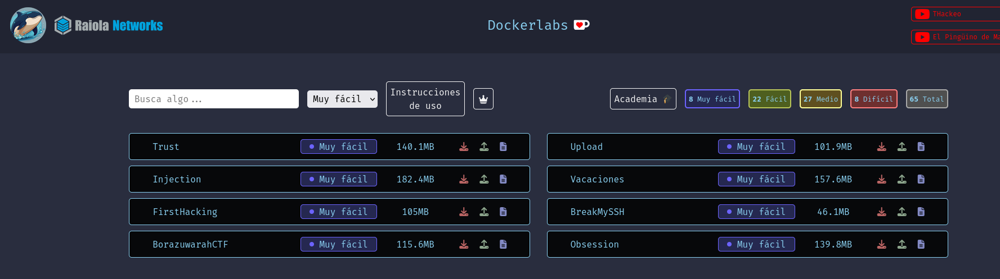 Raiola Networks
Dockerlabs
THackeo
El Pingüino de Ma
Busca algo...
Muy fácil
Instrucciones
de uso
Academia
8 Muy fácil
22 Fácil
27 Medio
8 Difícil
65 Total
Trust Muy fácil 140.1MB
Upload Muy fácil 101.9MB
Injection Muy fácil 182.4MB
Vacaciones Muy fácil 157.6MB
FirstHacking Muy fácil 105MB
BreakMySSH Muy fácil 46.1MB
BorazuwarahCTF Muy fácil 115.6MB
Obsession Muy fácil 139.8MB